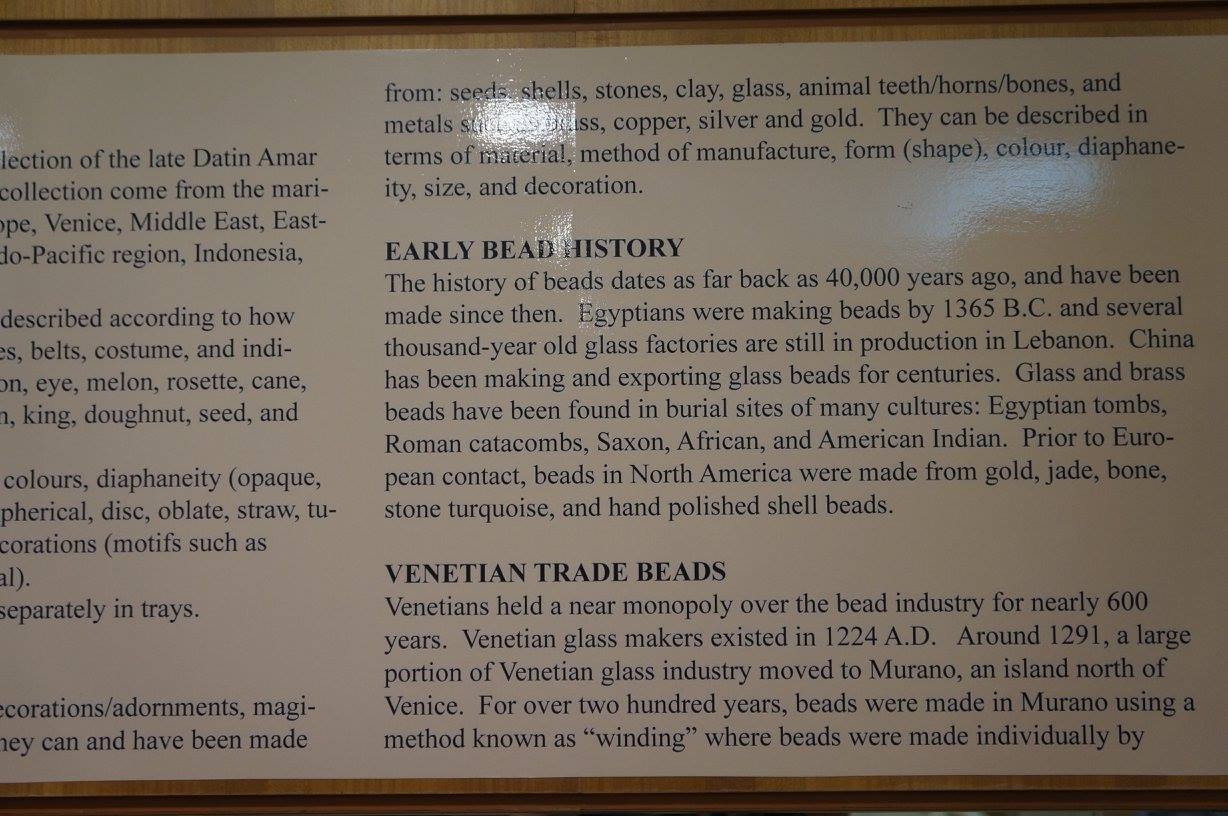 lection of the late Datin Amar
collection come from the mari-
ope, Venice, Middle East, East-
do-Pacific region, Indonesia,
described according to how
es, belts, costume, and indi-
on, eye, melon, rosette, cane,
n, king, doughnut, seed, and
colours, diaphaneity (opaque,
pherical, disc, oblate, straw, tu-
corations (motifs such as
al).
separately in trays.
ecorations/adornments, magi-
hey can and have been made
from: seeds, shells, stones, clay, glass, animal teeth/horns/bones, and
metals such as brass, copper, silver and gold.  They can be described in
terms of material, method of manufacture, form (shape), colour, diaphane-
ity, size, and decoration.
EARLY BEAD HISTORY
The history of beads dates as far back as 40,000 years ago, and have been
made since then.  Egyptians were making beads by 1365 B.C. and several
thousand-year old glass factories are still in production in Lebanon.  China
has been making and exporting glass beads for centuries.  Glass and brass
beads have been found in burial sites of many cultures: Egyptian tombs,
Roman catacombs, Saxon, African, and American Indian.  Prior to Euro-
pean contact, beads in North America were made from gold, jade, bone,
stone turquoise, and hand polished shell beads.
VENETIAN TRADE BEADS
Venetians held a near monopoly over the bead industry for nearly 600
years.  Venetian glass makers existed in 1224 A.D.   Around 1291, a large
portion of Venetian glass industry moved to Murano, an island north of
Venice.  For over two hundred years, beads were made in Murano using a
method known as “winding” where beads were made individually by